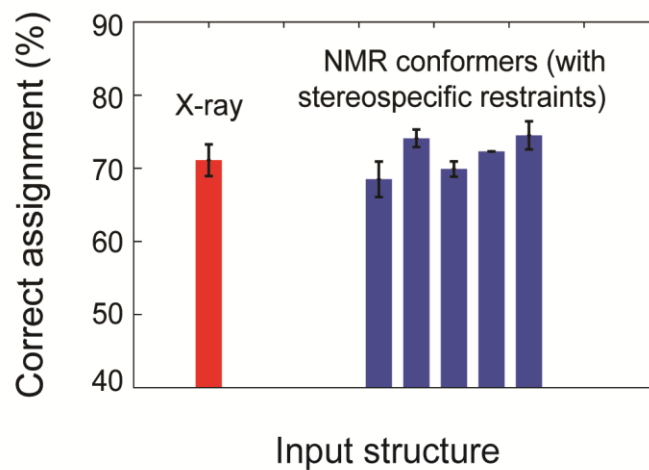 Correct assignment (%)
90
80
70
60
50
40
X-ray
NMR conformers (with
stereospecific restraints)
Input structure